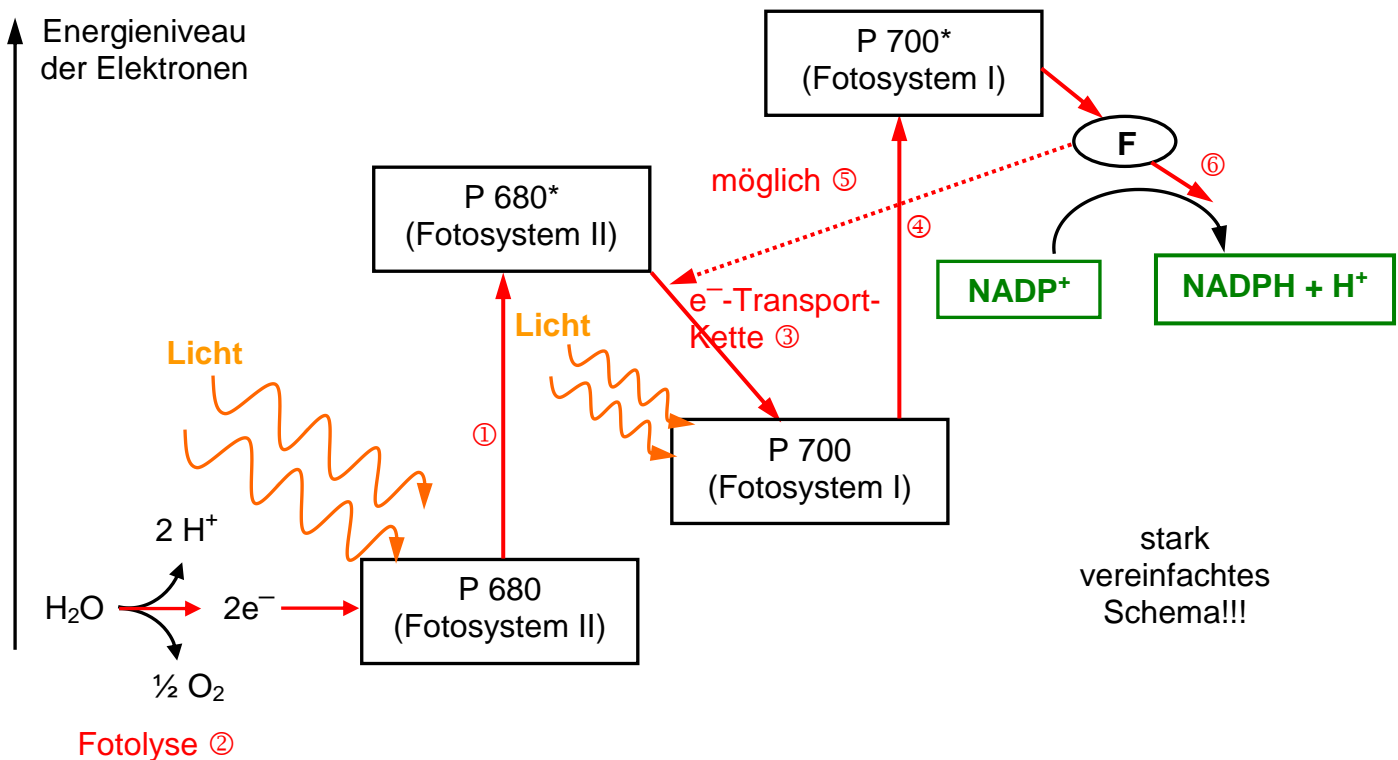 Energieniveau
der Elektronen
P 700*
(Fotosystem I)
F
möglich ⑤
⑥
P 680*
(Fotosystem II)
④
NADP⁺
NADPH + H⁺
e⁻-Transport-
Kette ③
Licht
Licht
①
P 700
(Fotosystem I)
2 H⁺
H₂O
2e⁻
P 680
(Fotosystem II)
½ O₂
Fotolyse ②
stark
vereinfachtes
Schema!!!